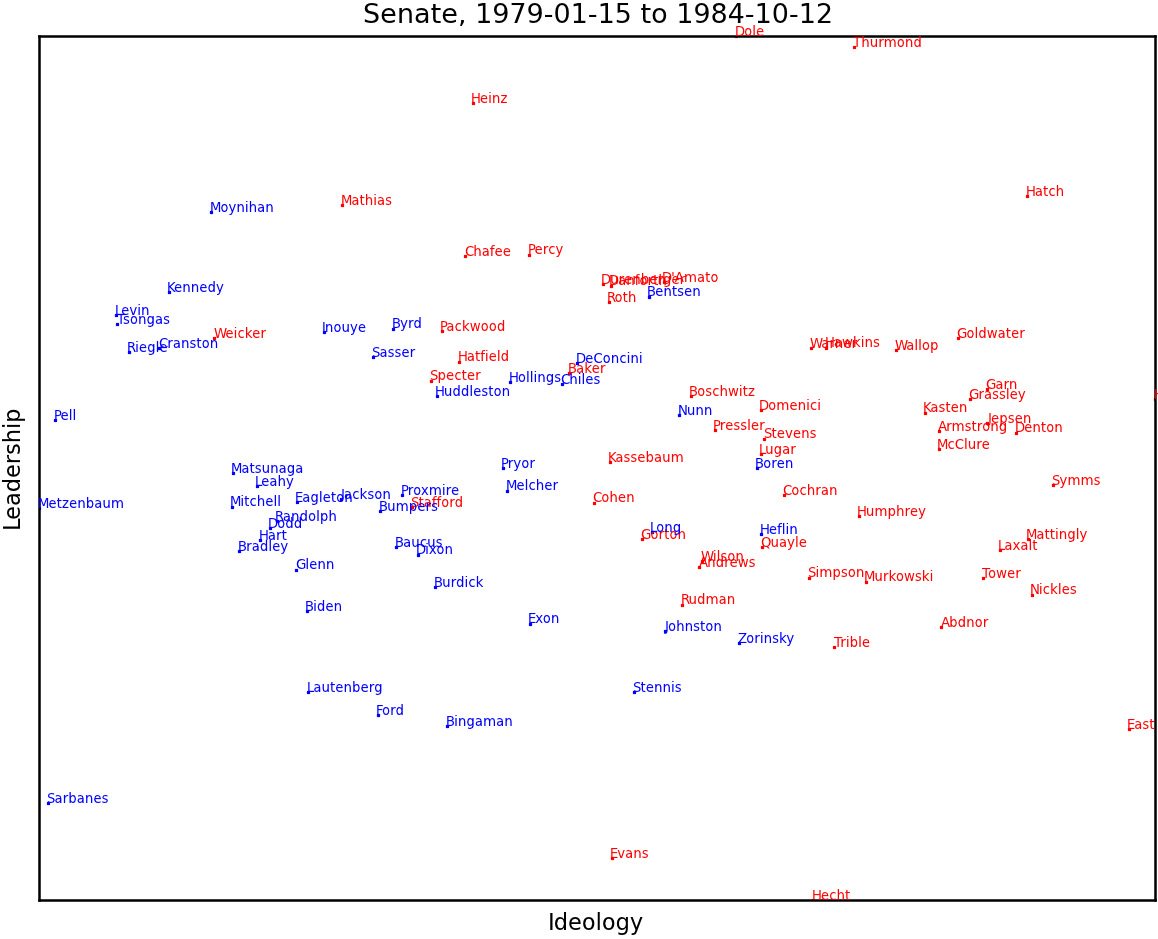 Senate, 1979-01-15 to 1984-10-12
Dole
Thurmond
Heinz
Hatch
Mathias
Moynihan
Percy
Chafee
D'Amato
Durenberger
Danforth
Kennedy
Bentsen
Roth
Levin
Tsongas
Byrd
Inouye
Packwood
Weicker
Goldwater
Cranston
Riegle
Warner
Hawkins
Wallop
Sasser
Hatfield
DeConcini
Baker
Specter
Hollings
Chiles
Garn
Huddleston
Boschwitz
Grassley
Domenici
Kasten
Nunn
Pell
Jepsen
Pressler
Armstrong
Denton
Stevens
McClure
Lugar
Kassebaum
Pryor
Boren
Matsunaga
Leahy
Symms
Melcher
Proxmire
Cochran
Jackson
Eagleton
Cohen
Mitchell
Stafford
Metzenbaum
Bumpers
Humphrey
Randolph
Dodd
Long
Heflin
Gorton
Mattingly
Hart
Baucus
Quayle
Bradley
Laxalt
Dixon
Wilson
Andrews
Glenn
Simpson
Tower
Murkowski
Burdick
Nickles
Rudman
Biden
Exon
Abdnor
Johnston
Zorinsky
Trible
Lautenberg
Stennis
Ford
Bingaman
East
Sarbanes
Evans
Hecht
Leadership
Ideology